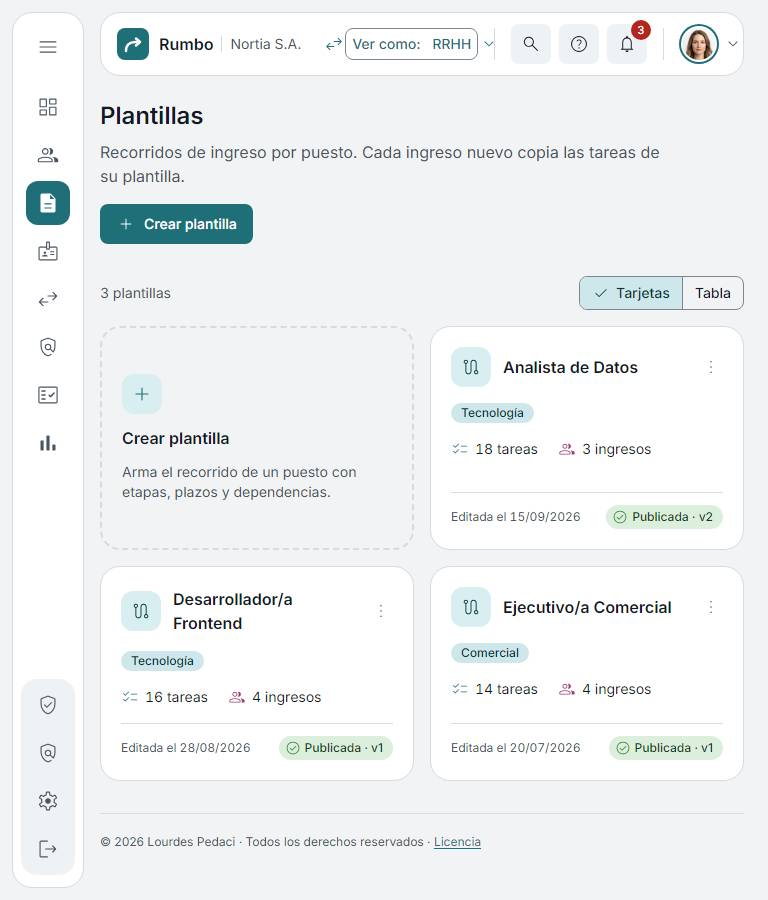 Rumbo
Nortia S.A.
Ver como: RRHH
3
Plantillas
Recorridos de ingreso por puesto. Cada ingreso nuevo copia las tareas de
su plantilla.
Crear plantilla
3 plantillas
Tarjetas
Tabla
Crear plantilla
Arma el recorrido de un puesto con
etapas, plazos y dependencias.
Analista de Datos
Tecnología
18 tareas
3 ingresos
Editada el 15/09/2026
Publicada · v2
Desarrollador/a
Frontend
Tecnología
16 tareas
4 ingresos
Editada el 28/08/2026
Publicada · v1
Ejecutivo/a Comercial
Comercial
14 tareas
4 ingresos
Editada el 20/07/2026
Publicada · v1
© 2026 Lourdes Pedaci · Todos los derechos reservados · Licencia